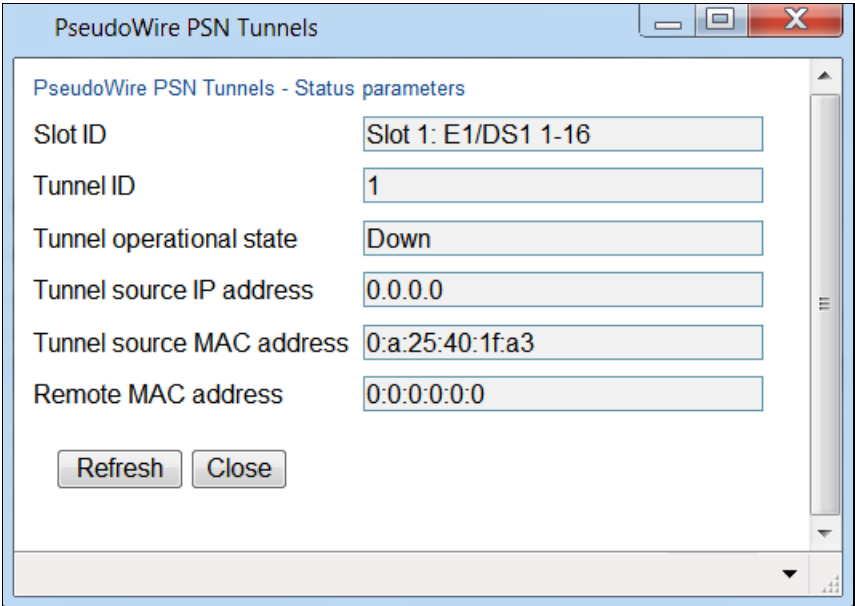 PseudoWire PSN Tunnels
PseudoWire PSN Tunnels - Status parameters
Slot ID Slot 1: E1/DS1 1-16
Tunnel ID 1
Tunnel operational state Down
Tunnel source IP address 0.0.0.0
Tunnel source MAC address 0:a:25:40:1f:a3
Remote MAC address 0:0:0:0:0:0
Refresh Close